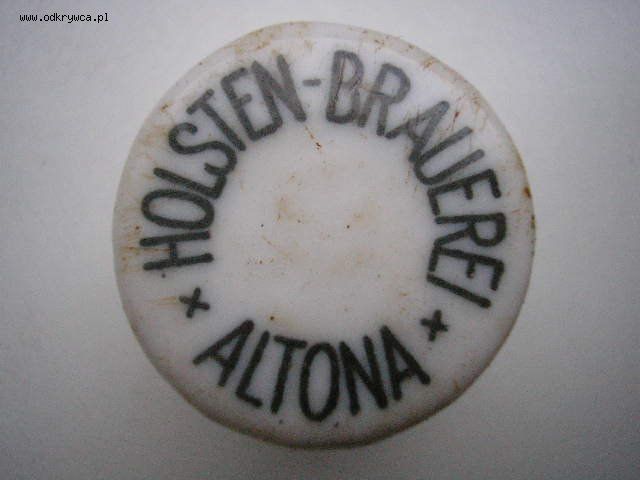 www.odkrywca.pl
HOLSTEN-BRAUEREI
+ ALTONA +